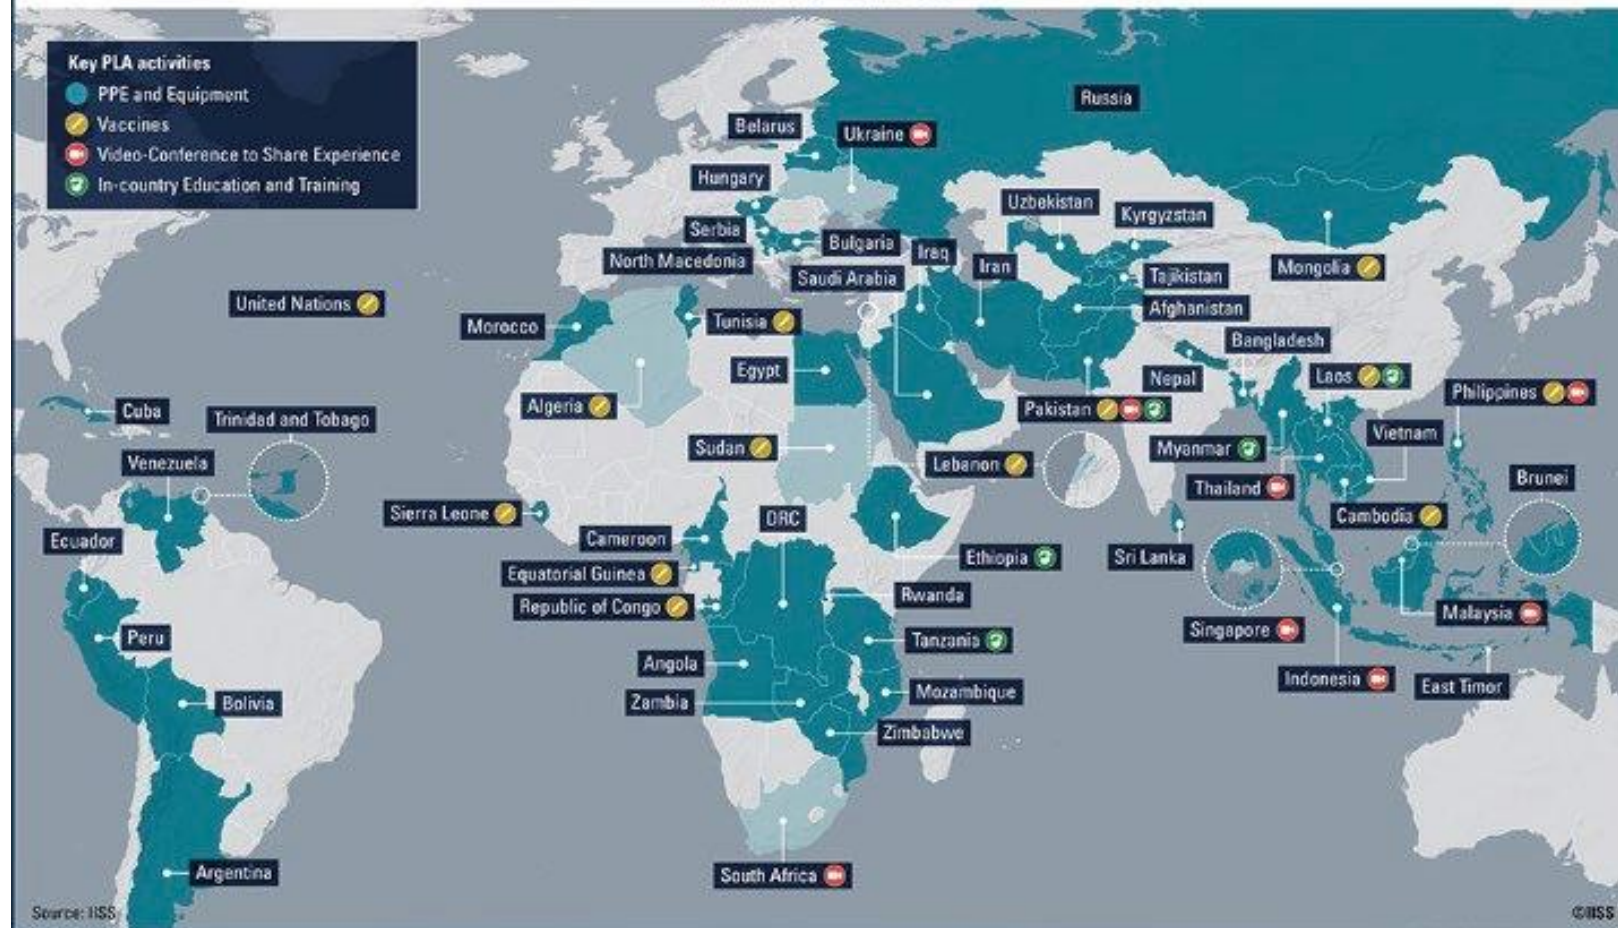 Key PLA activities
PPE and Equipment
Vaccines
Video-Conference to Share Experience
In-country Education and Training
Russia
Belarus
Ukraine
Hungary
Uzbekistan
Kyrgyzstan
Serbia
Bulgaria
Iraq
North Macedonia
Iran
Saudi Arabia
Mongolia
Tajikistan
United Nations
Afghanistan
Morocco
Tunisia
Bangladesh
Egypt
Nepal
Laos
Philippines
Algeria
Pakistan
Cuba
Trinidad and Tobago
Vietnam
Sudan
Myanmar
Venezuela
Lebanon
Brunei
Thailand
Sierra Leone
DRC
Cambodia
Ecuador
Cameroon
Ethiopia
Sri Lanka
Equatorial Guinea
Rwanda
Republic of Congo
Malaysia
Singapore
Peru
Tanzania
Angola
Indonesia
East Timor
Mozambique
Bolivia
Zambia
Zimbabwe
Argentina
South Africa
Source: IISS
©IISS